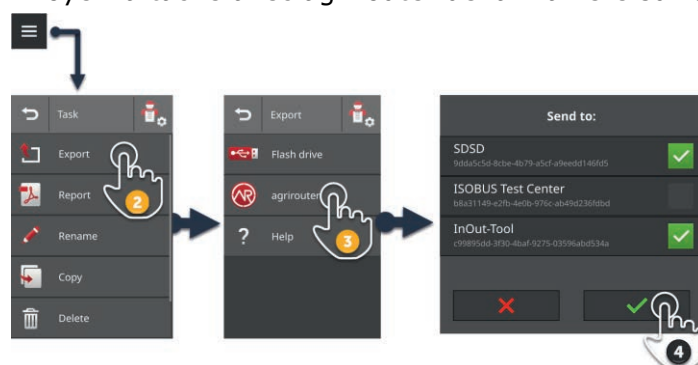 Task
Export
Report
Rename
Copy
Delete
2
Export
Flash drive
agrirouter
Help
3
Send to:
SDSD
9dda5c5d-8cbe-4b79-a5cf-a9eedd146fd5
ISOBUS Test Center
b8a31149-e2fb-4e0b-976c-ab49d236fdbd
InOut-Tool
c99895dd-3f30-4baf-9275-03596abd534a
4